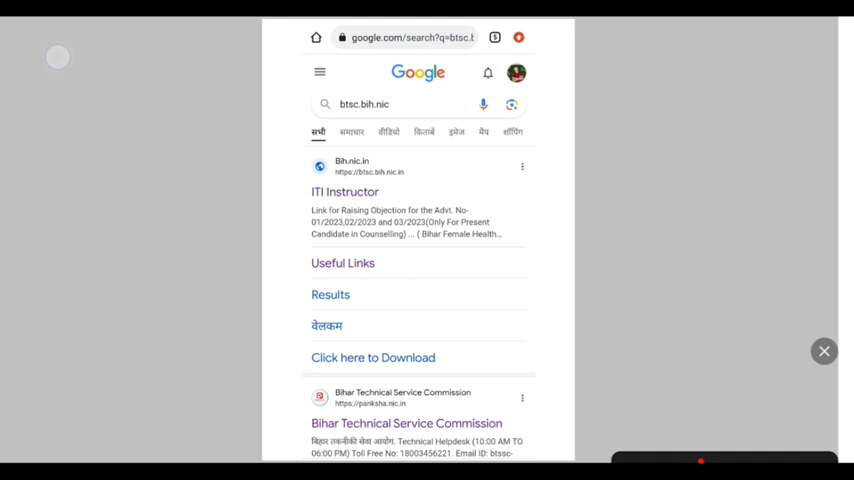 google.com/search?q=btsc.b
5
Google
btsc.bih.nic
सभी समाचार वीडियो किताबें इमेज मैप शॉपिंग
Bih.nic.in
https://btsc.bih.nic.in
ITI Instructor
Link for Raising Objection for the Advt. No-
01/2023,02/2023 and 03/2023(Only For Present
Candidate in Counselling) ... ( Bihar Female Health...
Useful Links
Results
वेलकम
Click here to Download
Bihar Technical Service Commission
https://pariksha.nic.in
Bihar Technical Service Commission
बिहार तकनीकी सेवा आयोग. Technical Helpdesk (10:00 AM TO
06:00 PM) Toll Free No: 18003456221. Email ID: btssc-